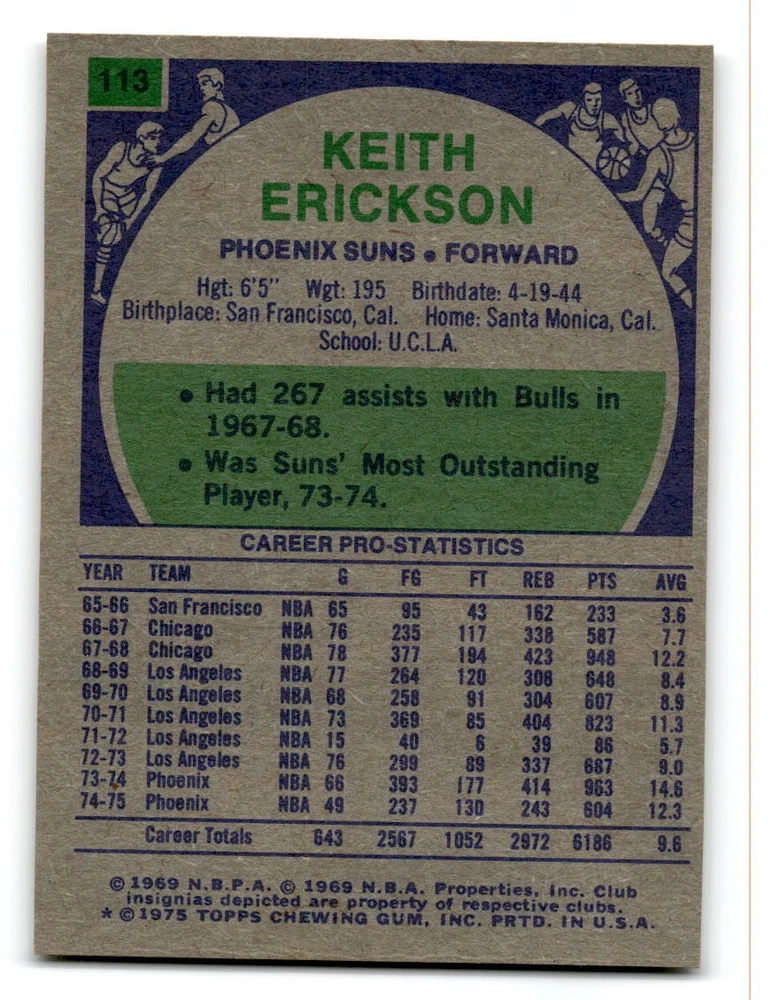 113
KEITH
ERICKSON
PHOENIX SUNS • FORWARD
Hgt: 6'5" Wgt: 195 Birthdate: 4-19-44
Birthplace: San Francisco, Cal. Home: Santa Monica, Cal.
School: U.C.L.A.
• Had 267 assists with Bulls in
1967-68.
• Was Suns' Most Outstanding
Player, 73-74.
CAREER PRO-STATISTICS
YEAR TEAM G FG FT REB PTS AVG
65-66 San Francisco NBA 65 95 43 162 233 3.6
66-67 Chicago NBA 76 235 117 338 587 7.7
67-68 Chicago NBA 78 377 194 423 948 12.2
68-69 Los Angeles NBA 77 264 120 308 648 8.4
69-70 Los Angeles NBA 68 258 91 304 607 8.9
70-71 Los Angeles NBA 73 369 85 404 823 11.3
71-72 Los Angeles NBA 15 40 6 39 86 5.7
72-73 Los Angeles NBA 76 299 89 337 687 9.0
73-74 Phoenix NBA 66 393 177 414 963 14.6
74-75 Phoenix NBA 49 237 130 243 604 12.3
Career Totals 643 2567 1052 2972 6186 9.6
© 1969 N.B.P.A. © 1969 N.B.A. Properties, Inc. Club
insignias depicted are property of respective clubs.
* © 1975 TOPPS CHEWING GUM, INC. PRTD. IN U.S.A.